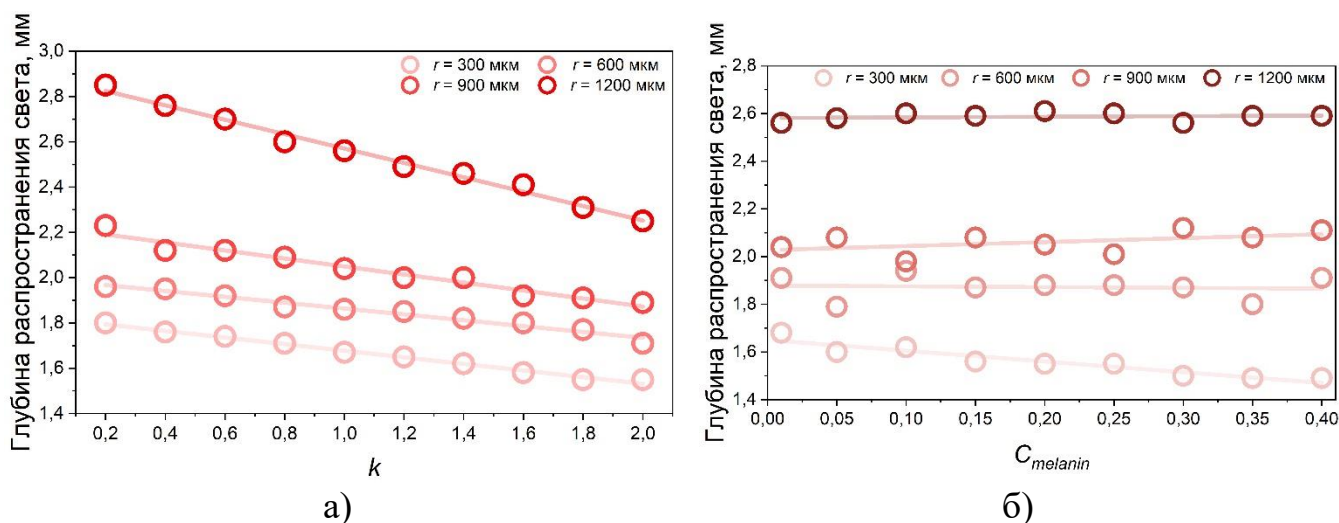 Глубина распространения света, мм
3,0
2,8
2,6
2,4
2,2
2,0
1,8
1,6
1,4
r = 300 мкм
r = 600 мкм
r = 900 мкм
r = 1200 мкм
0,2 0,4 0,6 0,8 1,0 1,2 1,4 1,6 1,8 2,0
k
а)
Глубина распространения света, мм
2,8
2,6
2,4
2,2
2,0
1,8
1,6
1,4
r = 300 мкм r = 600 мкм r = 900 мкм r = 1200 мкм
0,00 0,05 0,10 0,15 0,20 0,25 0,30 0,35 0,40
Cmelanin
б)